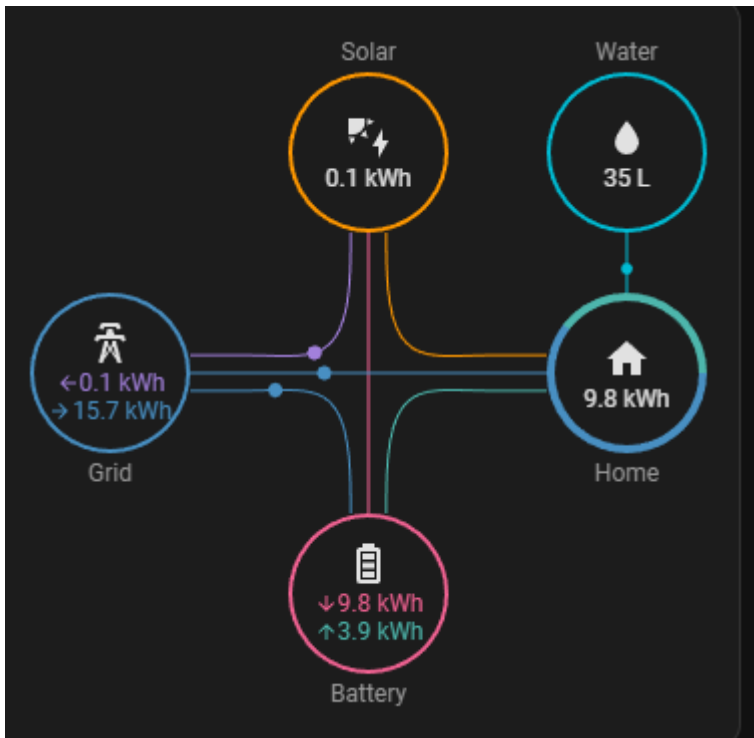 Solar
Water
0.1 kWh
35 L
←0.1 kWh
→15.7 kWh
9.8 kWh
Grid
Home
↓9.8 kWh
↑3.9 kWh
Battery